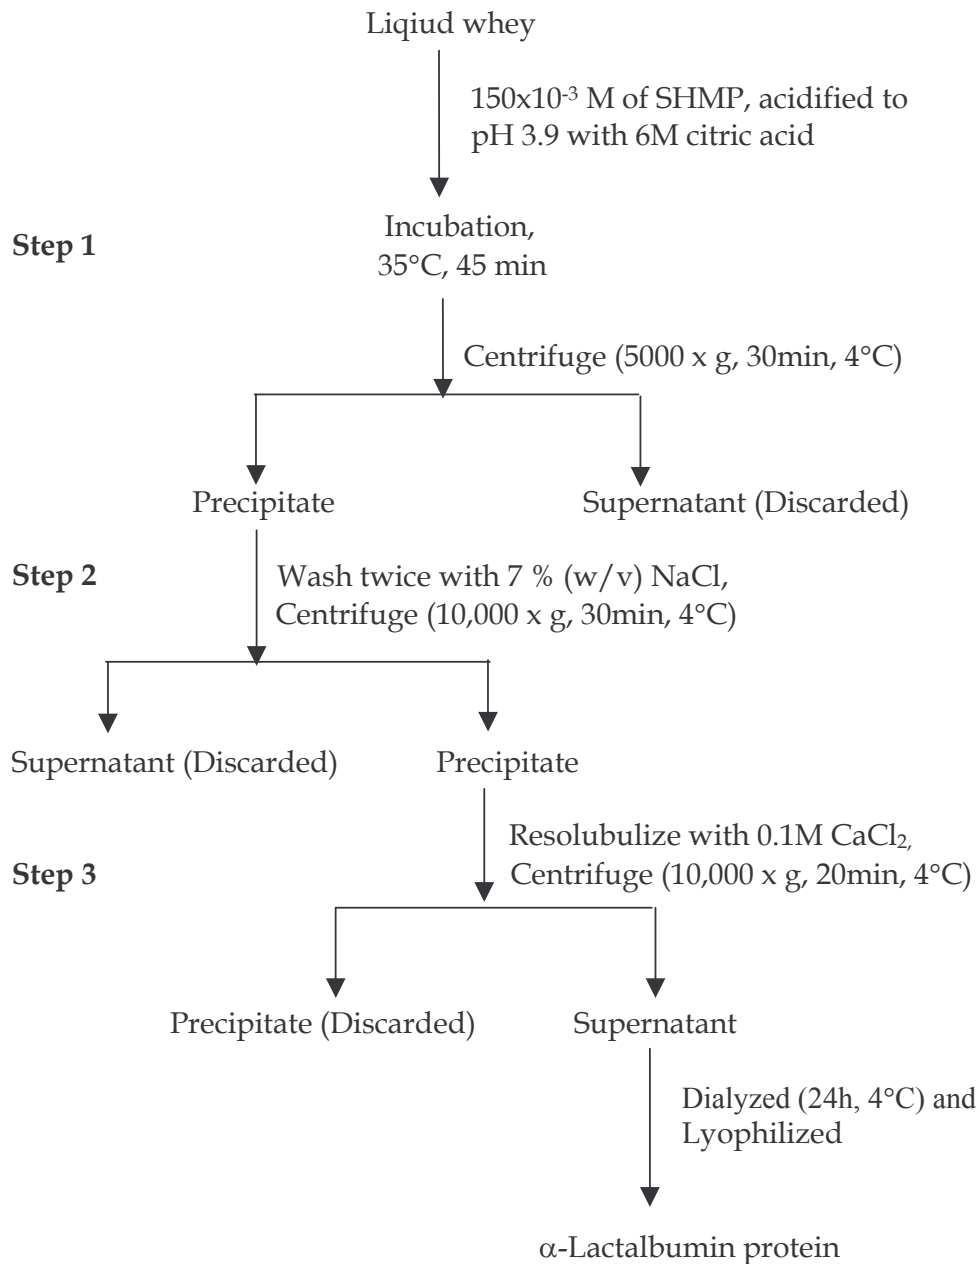 Liqiud whey
150x10-3 M of SHMP, acidified to
pH 3.9 with 6M citric acid
Step 1
Incubation,
35°C, 45 min
Centrifuge (5000 x g, 30min, 4°C)
Precipitate
Supernatant (Discarded)
Step 2
Wash twice with 7 % (w/v) NaCl,
Centrifuge (10,000 x g, 30min, 4°C)
Supernatant (Discarded)
Precipitate
Step 3
Resolubulize with 0.1M CaCl2,
Centrifuge (10,000 x g, 20min, 4°C)
Precipitate (Discarded)
Supernatant
Dialyzed (24h, 4°C) and
Lyophilized
α-Lactalbumin protein